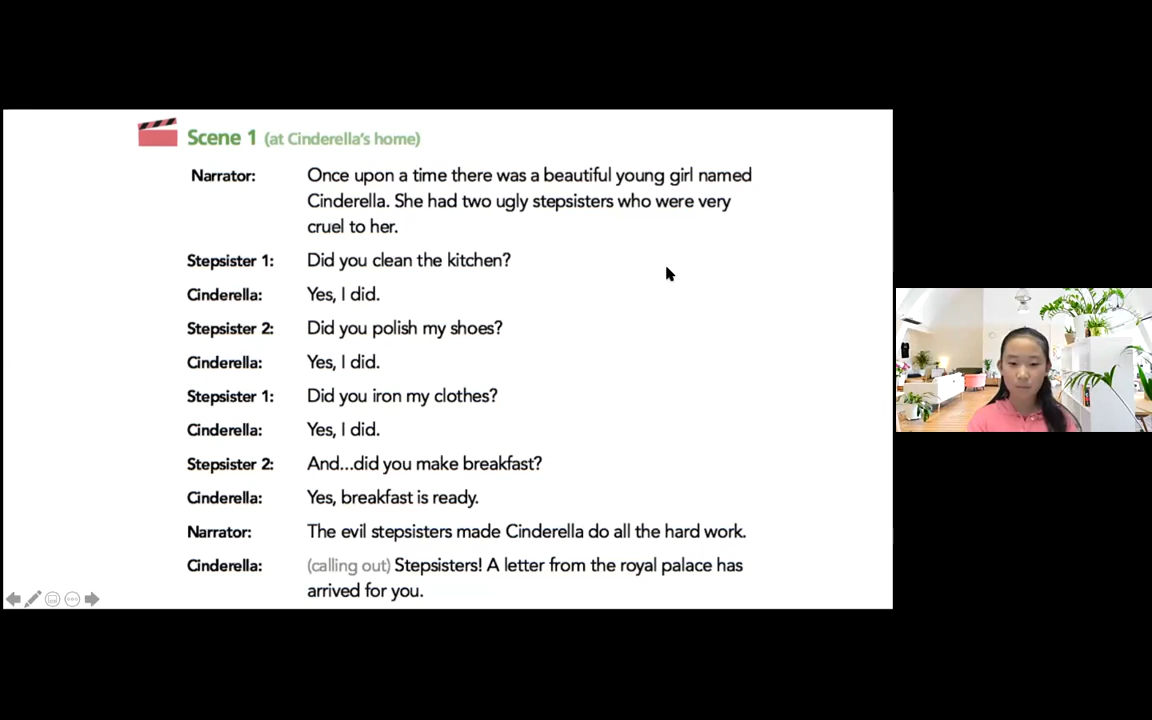 Scene 1 (at Cinderella's home)
Narrator: Once upon a time there was a beautiful young girl named
Cinderella. She had two ugly stepsisters who were very
cruel to her.
Stepsister 1: Did you clean the kitchen?
Cinderella: Yes, I did.
Stepsister 2: Did you polish my shoes?
Cinderella: Yes, I did.
Stepsister 1: Did you iron my clothes?
Cinderella: Yes, I did.
Stepsister 2: And...did you make breakfast?
Cinderella: Yes, breakfast is ready.
Narrator: The evil stepsisters made Cinderella do all the hard work.
Cinderella: (calling out) Stepsisters! A letter from the royal palace has
arrived for you.